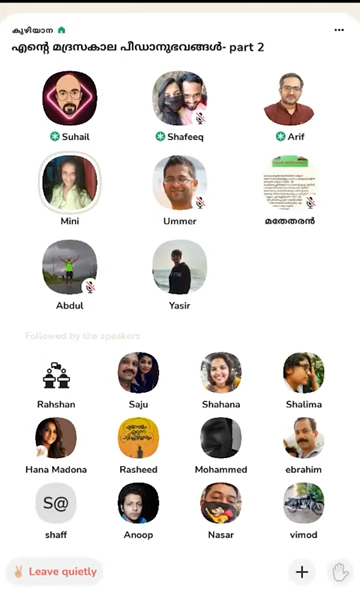 കുഴിയാന
എന്റെ മദ്രസകാല പീഡാനുഭവങ്ങൾ- part 2
Suhail
Shafeeq
Arif
Mini
Ummer
മതേതരൻ
Abdul
Yasir
Followed by the speakers
Rahshan
Saju
Shahana
Shalima
Hana Madona
Rasheed
Mohammed
ebrahim
S@
shaff
Anoop
Nasar
vimod
Leave quietly